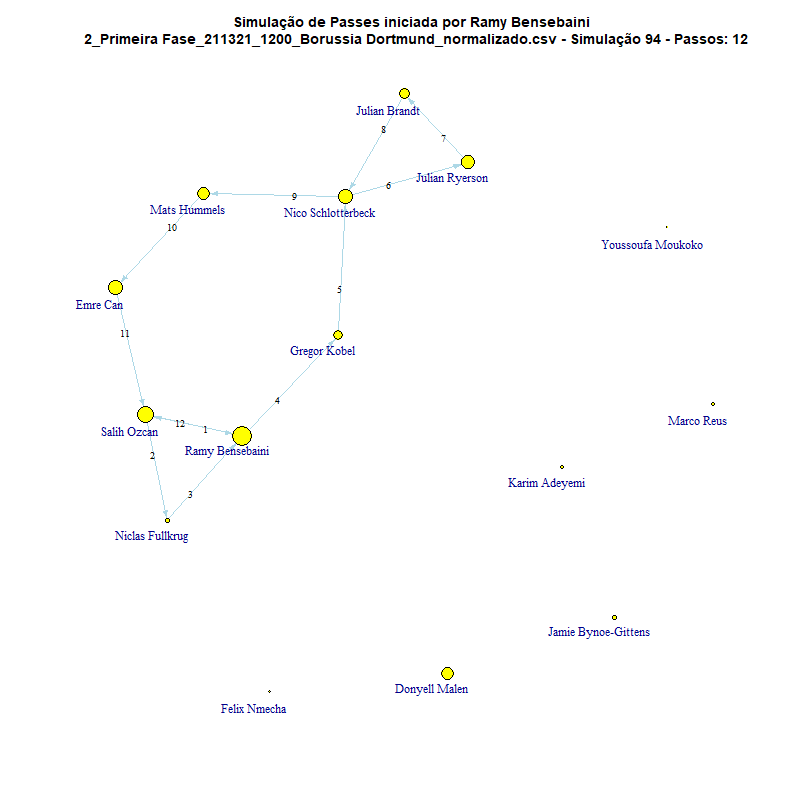 Simulação de Passes iniciada por Ramy Bensebaini
2_Primeira Fase_211321_1200_Borussia Dortmund_normalizado.csv - Simulação 94 - Passos: 12
Julian Brandt
8
7
Julian Ryerson
6
9
Mats Hummels
Nico Schlotterbeck
10
Youssoufa Moukoko
5
Emre Can
11
Gregor Kobel
4
Marco Reus
12
1
Salih Ozcan
Ramy Bensebaini
2
Karim Adeyemi
3
Niclas Fullkrug
Jamie Bynoe-Gittens
Donyell Malen
Felix Nmecha